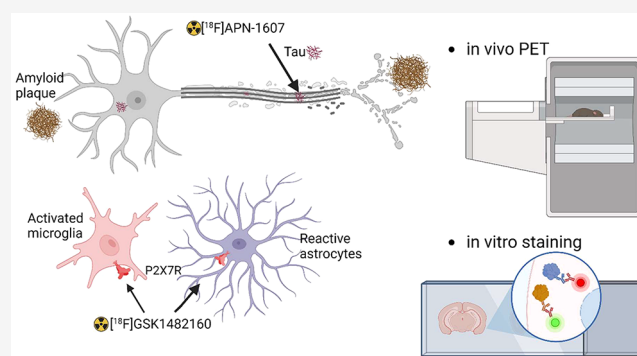 [¹⁸F]APN-1607
Tau
Amyloid
plaque
Activated
microglia
P2X7R
Reactive
astrocytes
[¹⁸F]GSK1482160
• in vivo PET
• in vitro staining